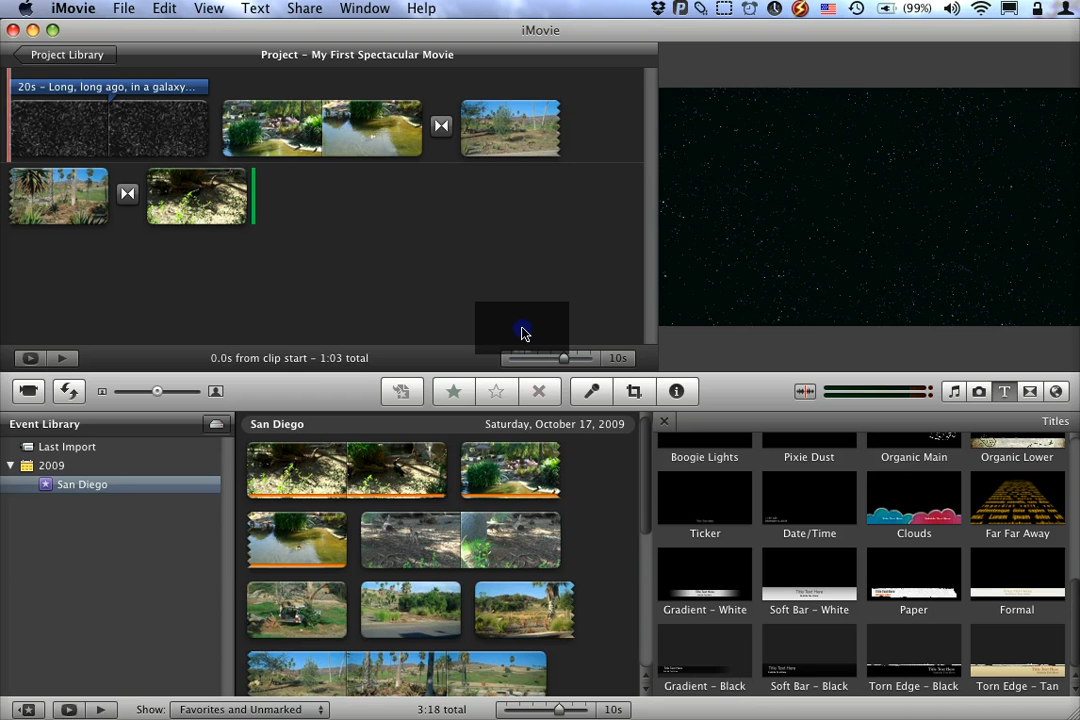 iMovie File Edit View Text Share Window Help (99%)
iMovie
Project Library
Project – My First Spectacular Movie
20s – Long, long ago, in a galaxy...
0.0s from clip start – 1:03 total
10s
Event Library
San Diego
Saturday, October 17, 2009
Titles
Last Import
2009
San Diego
Boogie Lights
Pixie Dust
Organic Main
Organic Lower
Ticker
Date/Time
Clouds
Far Far Away
Gradient – White
Soft Bar – White
Paper
Formal
Gradient – Black
Soft Bar – Black
Torn Edge – Black
Torn Edge – Tan
Show: Favorites and Unmarked
3:18 total
10s